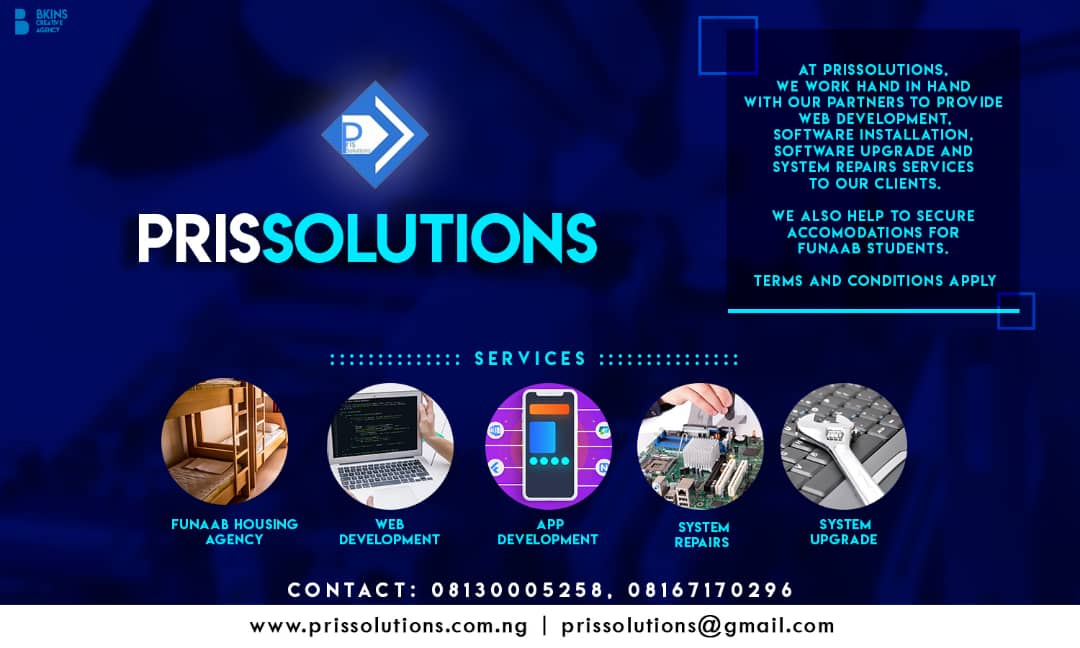 BKINS
CREATIVE
AGENCY
Pris
Solutions
PRISSOLUTIONS
AT PRISSOLUTIONS,
WE WORK HAND IN HAND
WITH OUR PARTNERS TO PROVIDE
WEB DEVELOPMENT,
SOFTWARE INSTALLATION,
SOFTWARE UPGRADE AND
SYSTEM REPAIRS SERVICES
TO OUR CLIENTS.
WE ALSO HELP TO SECURE
ACCOMODATIONS FOR
FUNAAB STUDENTS.
TERMS AND CONDITIONS APPLY
SERVICES
FUNAAB HOUSING
AGENCY
WEB
DEVELOPMENT
APP
DEVELOPMENT
SYSTEM
REPAIRS
SYSTEM
UPGRADE
CONTACT: 08130005258, 08167170296
www.prissolutions.com.ng | prissolutions@gmail.com